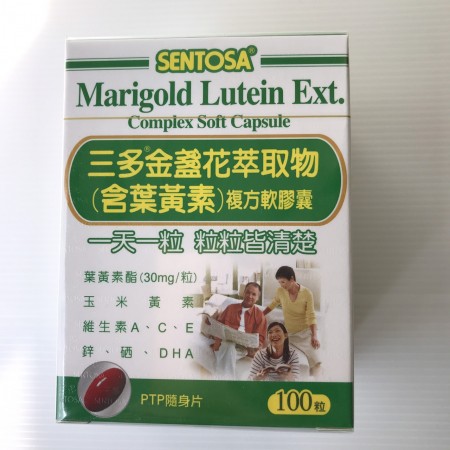 SENTOSA®
Marigold Lutein Ext.
Complex Soft Capsule
三多®金盞花萃取物
(含葉黃素)複方軟膠囊
一天一粒 粒粒皆清楚
葉黃素酯(30mg/粒)
玉米黃素
維生素A、C、E
鋅、硒、DHA
PTP隨身片
100粒